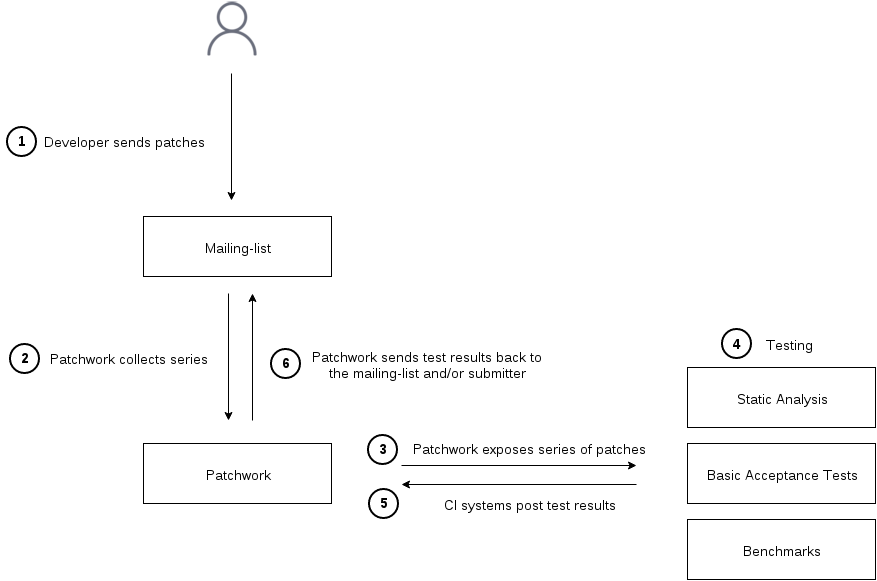 1 Developer sends patches
Mailing-list
2 Patchwork collects series
6 Patchwork sends test results back to
the mailing-list and/or submitter
4 Testing
Static Analysis
3 Patchwork exposes series of patches
Patchwork
Basic Acceptance Tests
5 CI systems post test results
Benchmarks